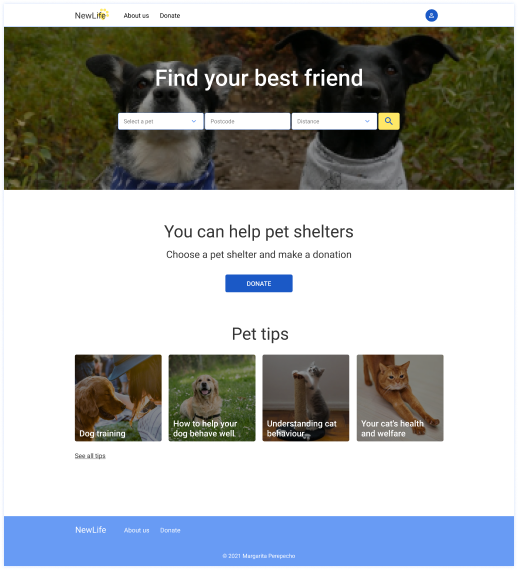 NewLife
About us
Donate
Find your best friend
Select a pet
Postcode
Distance
You can help pet shelters
Choose a pet shelter and make a donation
DONATE
Pet tips
Dog training
How to help your
dog behave well
Understanding cat
behaviour
Your cat's health
and welfare
See all tips
NewLife
About us
Donate
© 2021 Margarita Perepecho